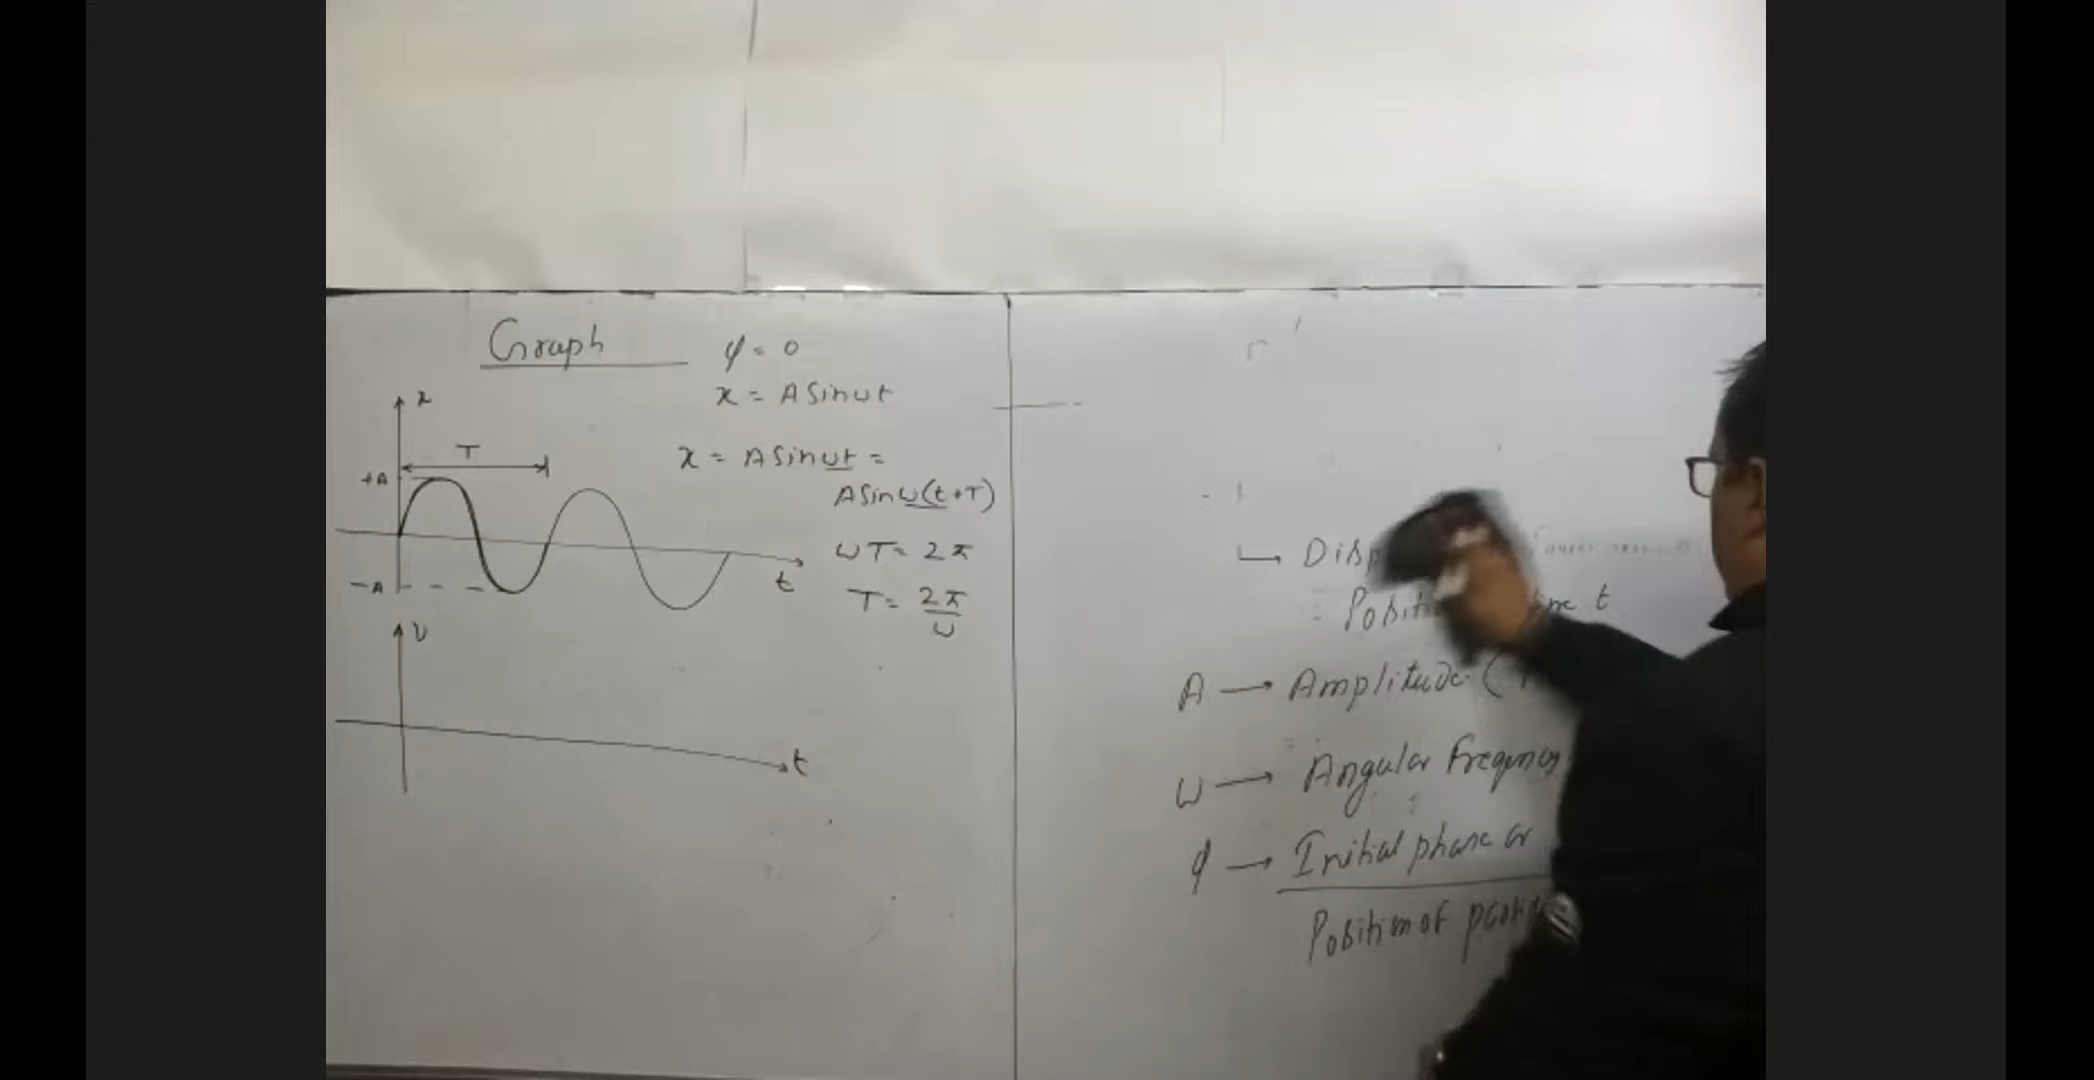 Graph
φ = 0
x = A sin ωt
x
T
+A
x = A sin ωt =
A sin ω(t+T)
ωT = 2π
T = 2π/ω
-A
t
v
t
→ Disp
= Positi t
A → Amplitude (
ω → Angular Frequency
φ → Initial phase or
Position of